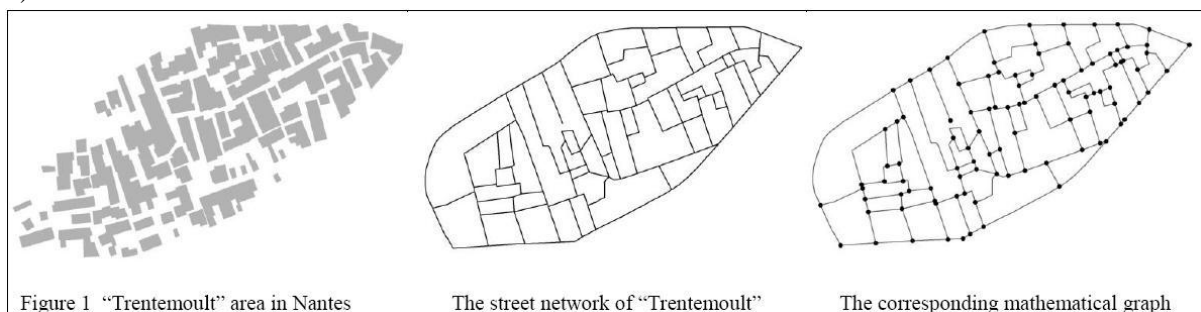 Figure 1 “Trentemoult” area in Nantes
The street network of “Trentemoult”
The corresponding mathematical graph